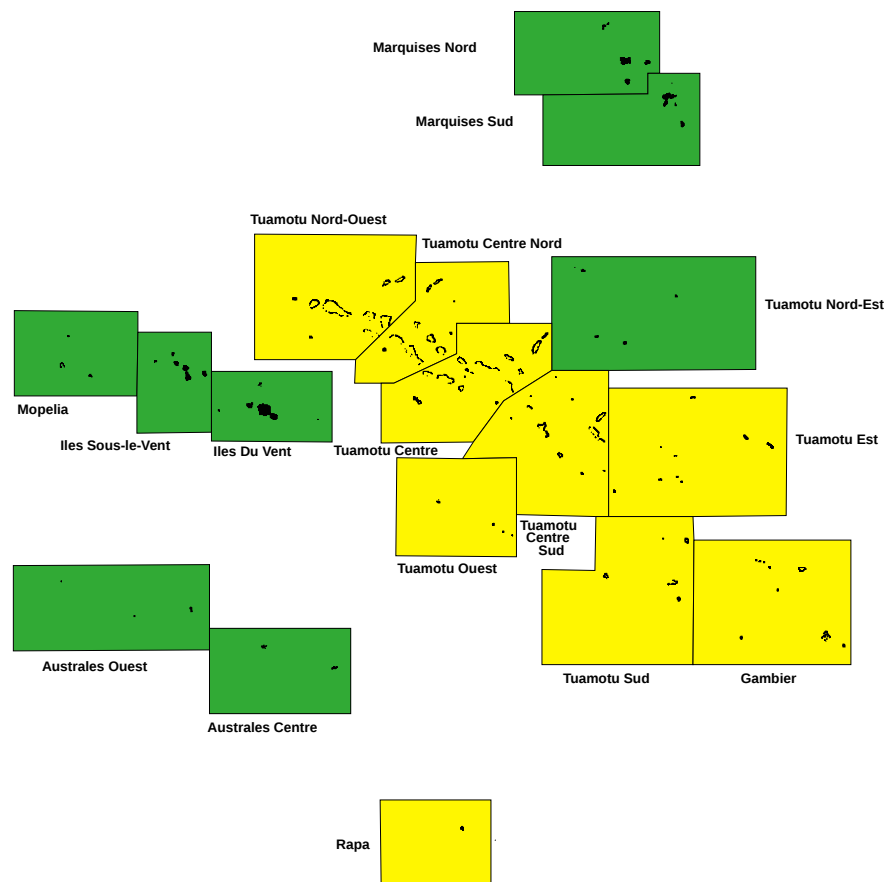 Marquises Nord
Marquises Sud
Tuamotu Nord-Ouest
Tuamotu Centre Nord
Tuamotu Nord-Est
Mopelia
Iles Sous-le-Vent
Iles Du Vent
Tuamotu Centre
Tuamotu Est
Tuamotu
Centre
Sud
Tuamotu Ouest
Australes Ouest
Tuamotu Sud
Gambier
Australes Centre
Rapa